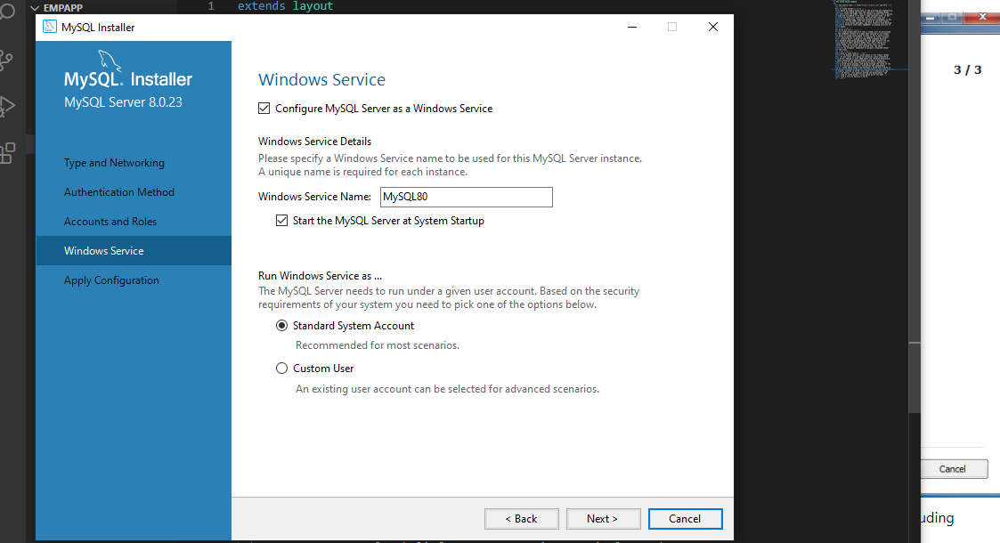 EMPAPP
1 extends layout
MySQL Installer
MySQL. Installer
MySQL Server 8.0.23
Type and Networking
Authentication Method
Accounts and Roles
Windows Service
Apply Configuration
Windows Service
Configure MySQL Server as a Windows Service
Windows Service Details
Please specify a Windows Service name to be used for this MySQL Server instance.
A unique name is required for each instance.
Windows Service Name: MySQL80
Start the MySQL Server at System Startup
Run Windows Service as ...
The MySQL Server needs to run under a given user account. Based on the security
requirements of your system you need to pick one of the options below.
Standard System Account
Recommended for most scenarios.
Custom User
An existing user account can be selected for advanced scenarios.
< Back Next > Cancel
3 / 3
Cancel
uding